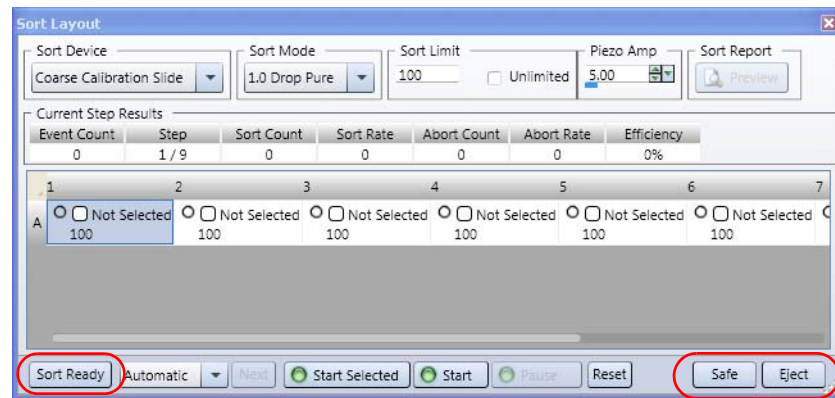 Sort Layout
Sort Device Sort Mode Sort Limit Piezo Amp Sort Report
Coarse Calibration Slide 1.0 Drop Pure 100 Unlimited 5.00 Preview
Current Step Results
Event Count Step Sort Count Sort Rate Abort Count Abort Rate Efficiency
0 1 / 9 0 0 0 0 0%
1 2 3 4 5 6 7
A Not Selected Not Selected Not Selected Not Selected Not Selected Not Selected
100 100 100 100 100 100
Sort Ready Automatic Next Start Selected Start Pause Reset Safe Eject